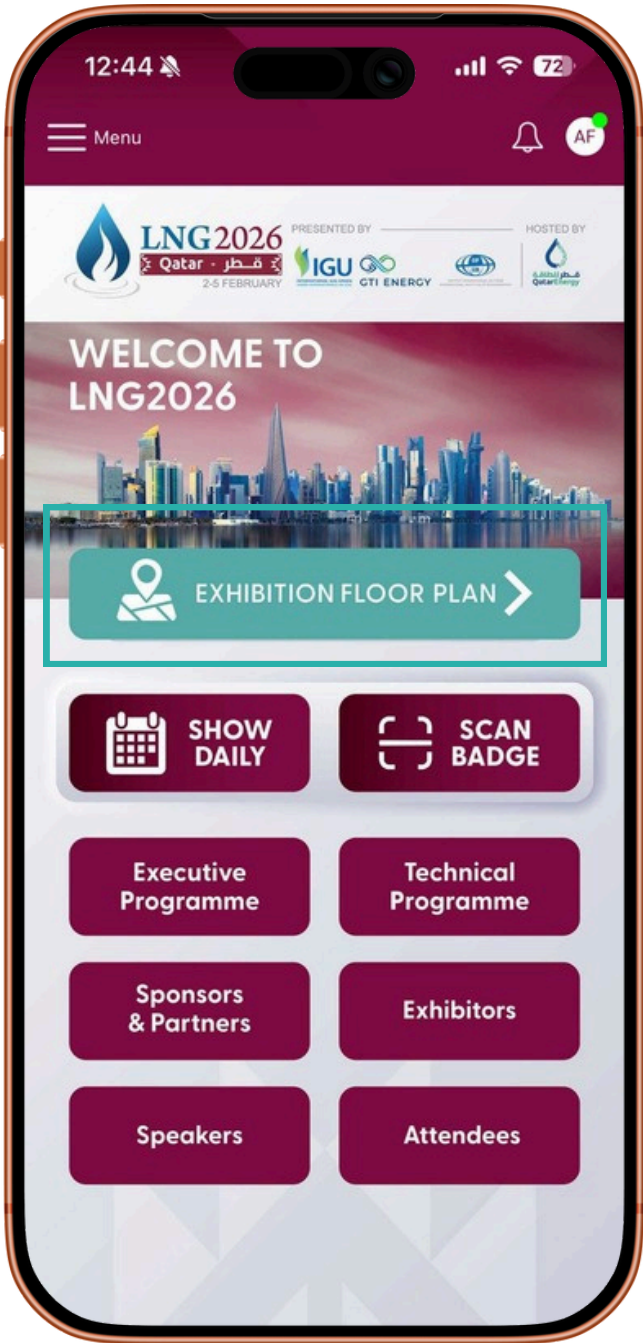 12:44
72
Menu
AF
LNG2026
Qatar - قطر
2-5 FEBRUARY
PRESENTED BY
HOSTED BY
IGU
GTI ENERGY
قطر للطاقة
QatarEnergy
WELCOME TO
LNG2026
EXHIBITION FLOOR PLAN
SHOW
DAILY
SCAN
BADGE
Executive
Programme
Technical
Programme
Sponsors
& Partners
Exhibitors
Speakers
Attendees